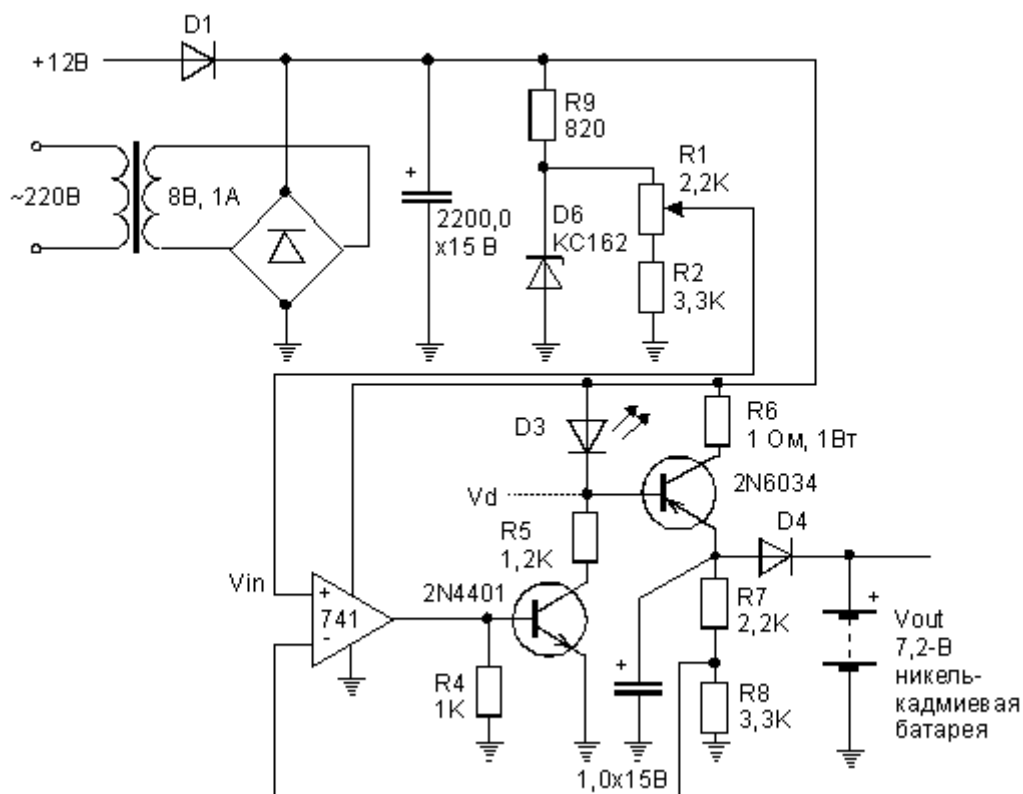 D1
+12В
R9
820
R1
2,2К
~220В
8В, 1А
+
2200,0
х15 В
D6
КС162
R2
3,3К
D3
R6
1 Ом, 1Вт
Vd
2N6034
R5
1,2К
D4
Vin
+
741
-
2N4401
R7
2,2К
+
Vout
7,2-В
никель-
кадмиевая
батарея
R4
1К
+
R8
3,3К
1,0х15В